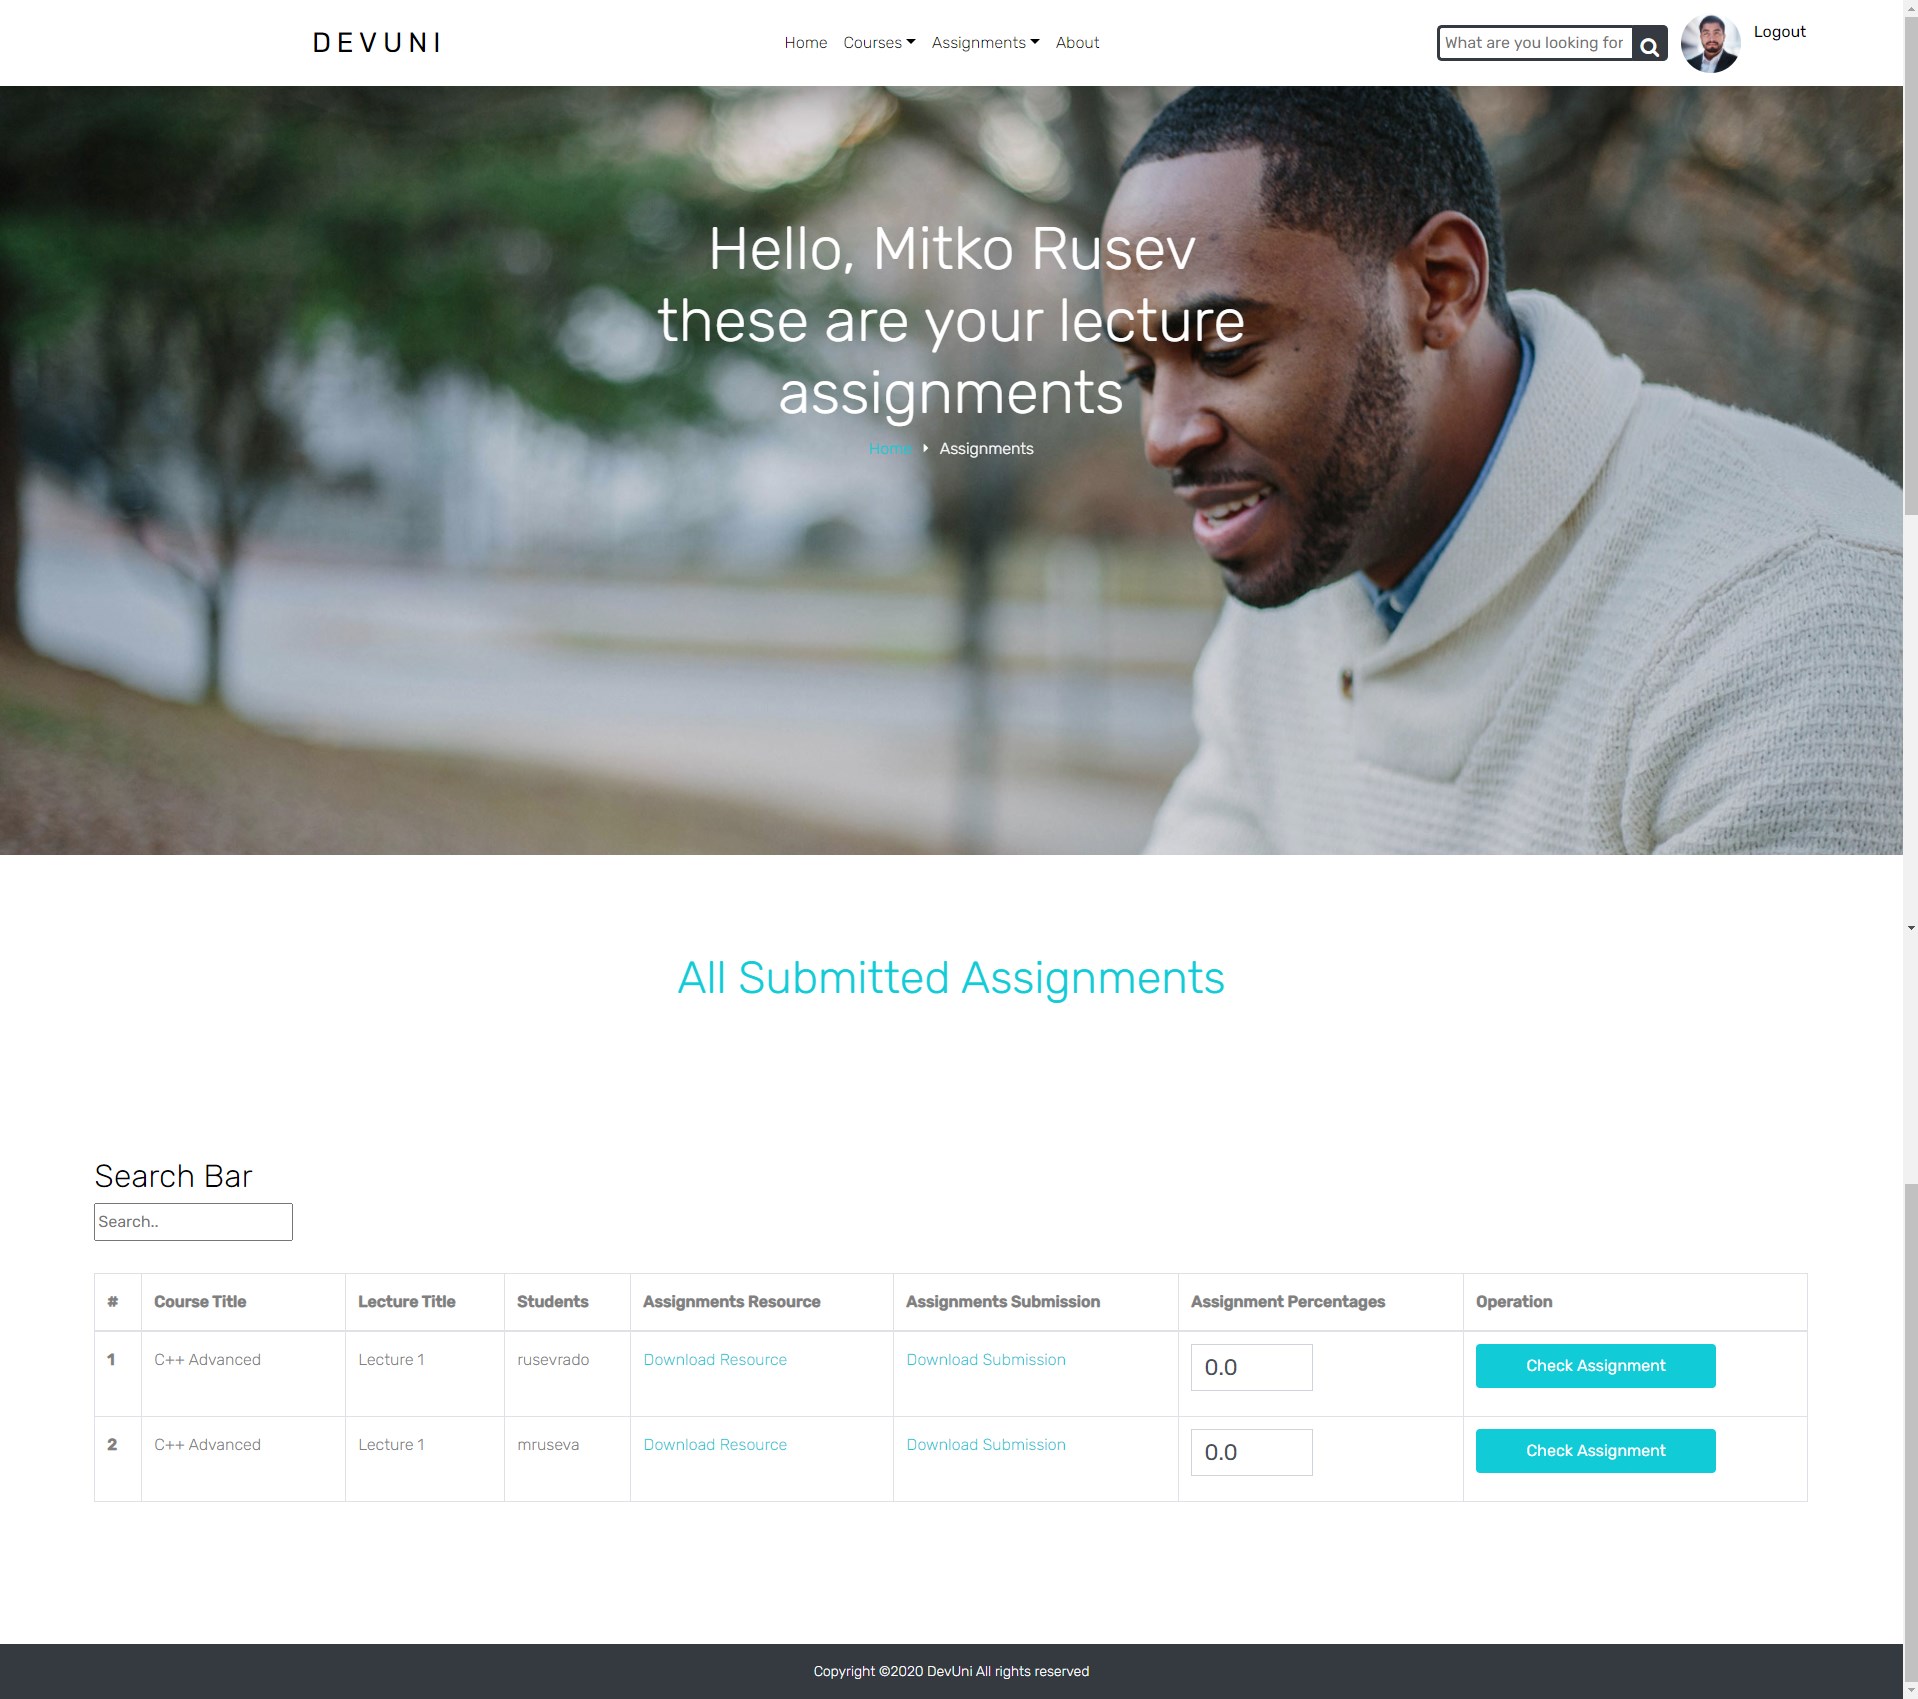 DEVUNI
Home Courses Assignments About
What are you looking for
Logout
Hello, Mitko Rusev
these are your lecture
assignments
Home Assignments
All Submitted Assignments
Search Bar
Search..
# Course Title Lecture Title Students Assignments Resource Assignments Submission Assignment Percentages Operation
1 C++ Advanced Lecture 1 rusevrado Download Resource Download Submission 0.0 Check Assignment
2 C++ Advanced Lecture 1 mruseva Download Resource Download Submission 0.0 Check Assignment
Copyright ©2020 DevUni All rights reserved